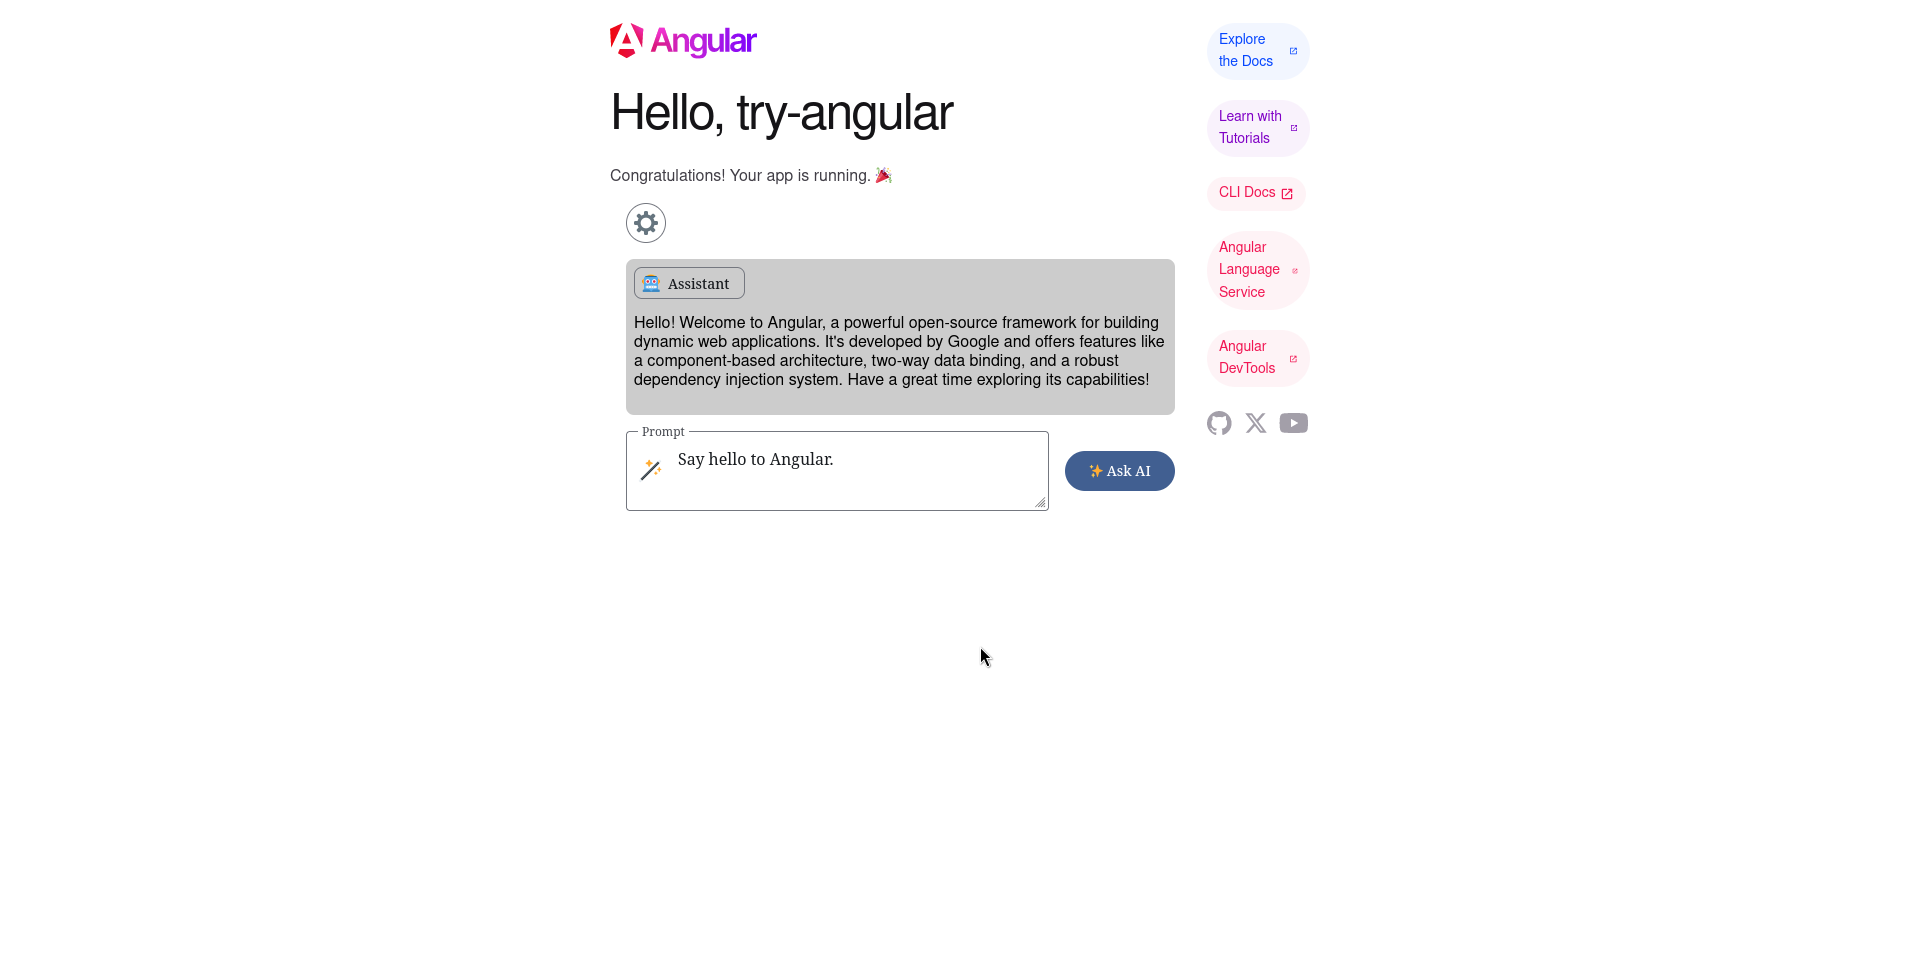 Angular
Hello, try-angular
Congratulations! Your app is running. 🎉
Assistant
Hello! Welcome to Angular, a powerful open-source framework for building
dynamic web applications. It's developed by Google and offers features like
a component-based architecture, two-way data binding, and a robust
dependency injection system. Have a great time exploring its capabilities!
Prompt
Say hello to Angular.
✨ Ask AI
Explore
the Docs
Learn with
Tutorials
CLI Docs
Angular
Language
Service
Angular
DevTools